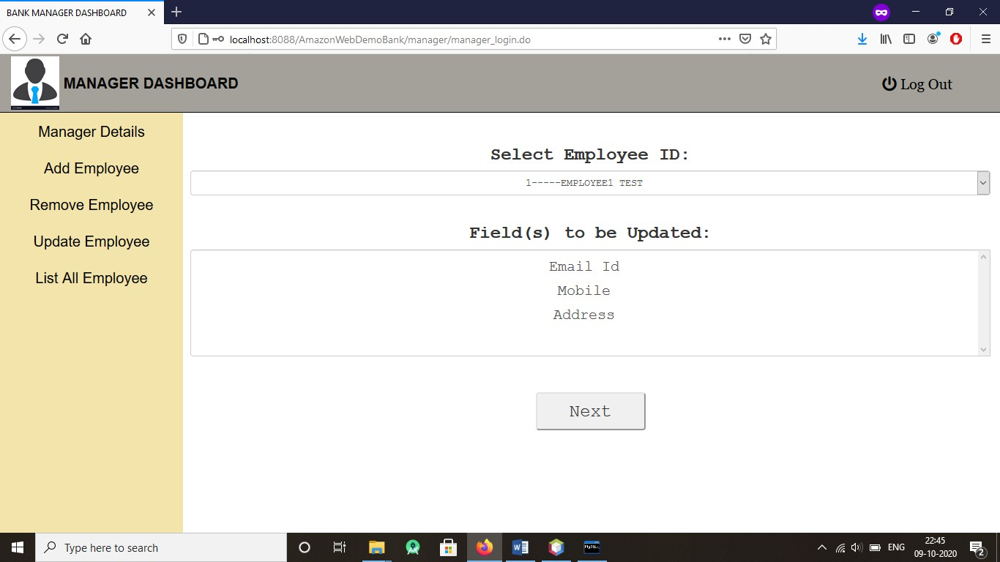 BANK MANAGER DASHBOARD
localhost:8088/AmazonWebDemoBank/manager/manager_login.do
MANAGER DASHBOARD
Log Out
Manager Details
Add Employee
Remove Employee
Update Employee
List All Employee
Select Employee ID:
1-----EMPLOYEE1 TEST
Field(s) to be Updated:
Email Id
Mobile
Address
Next
Type here to search
MySQL
ENG
22:45
09-10-2020
2